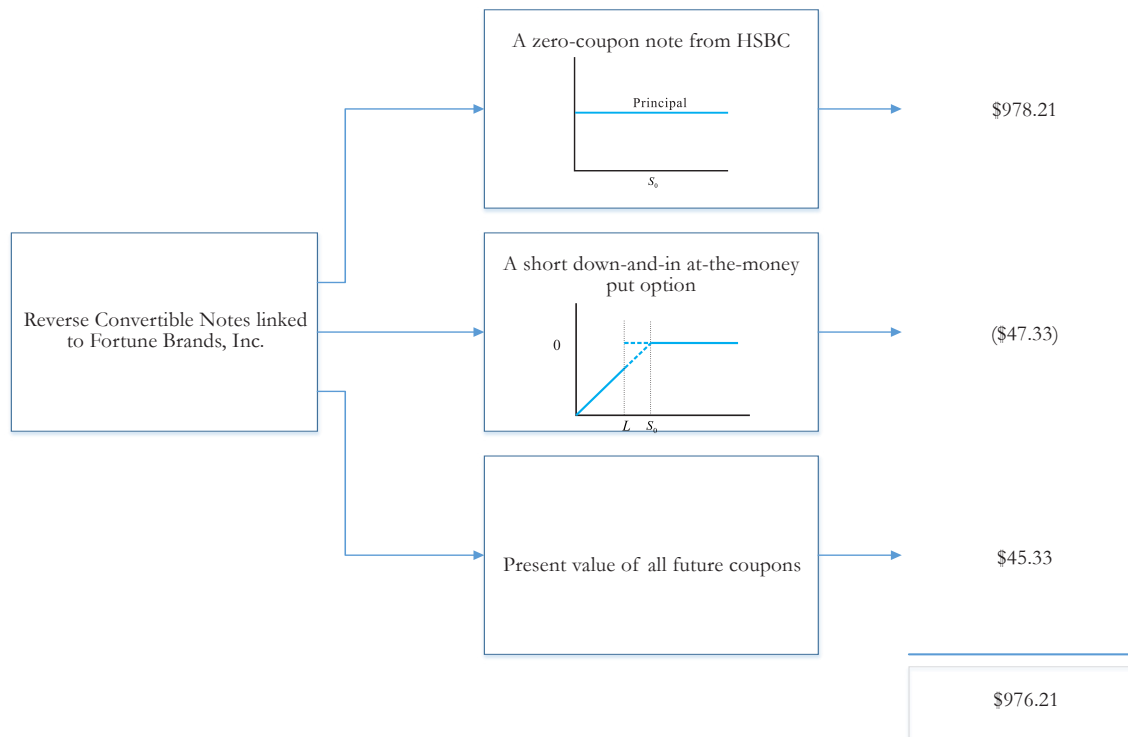 A zero-coupon note from HSBC
Principal
S₀
$978.21
Reverse Convertible Notes linked
to Fortune Brands, Inc.
A short down-and-in at-the-money
put option
0
L
S₀
($47.33)
Present value of all future coupons
$45.33
$976.21